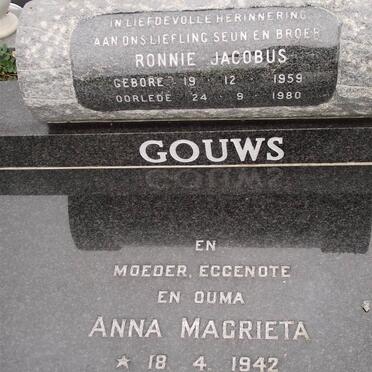 IN LIEFDEVOLLE HERINNERING
AAN ONS LIEFLING SEUN EN BROER
RONNIE JACOBUS
GEBORE 19 12 1959
OORLEDE 24 9 1980
GOUWS
EN
MOEDER, EGGENOTE
EN OUMA
ANNA MAGRIETA
* 18. 4. 1942